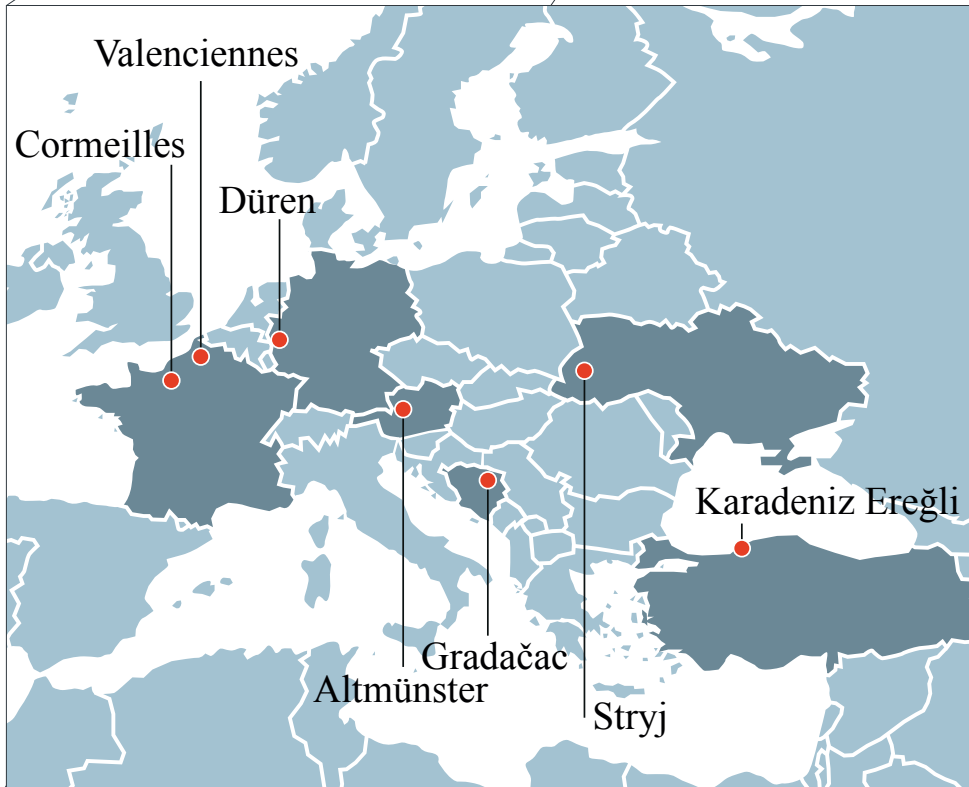 Valenciennes
Cormeilles
Düren
Karadeniz Ereğli
Gradačac
Altmünster
Stryj